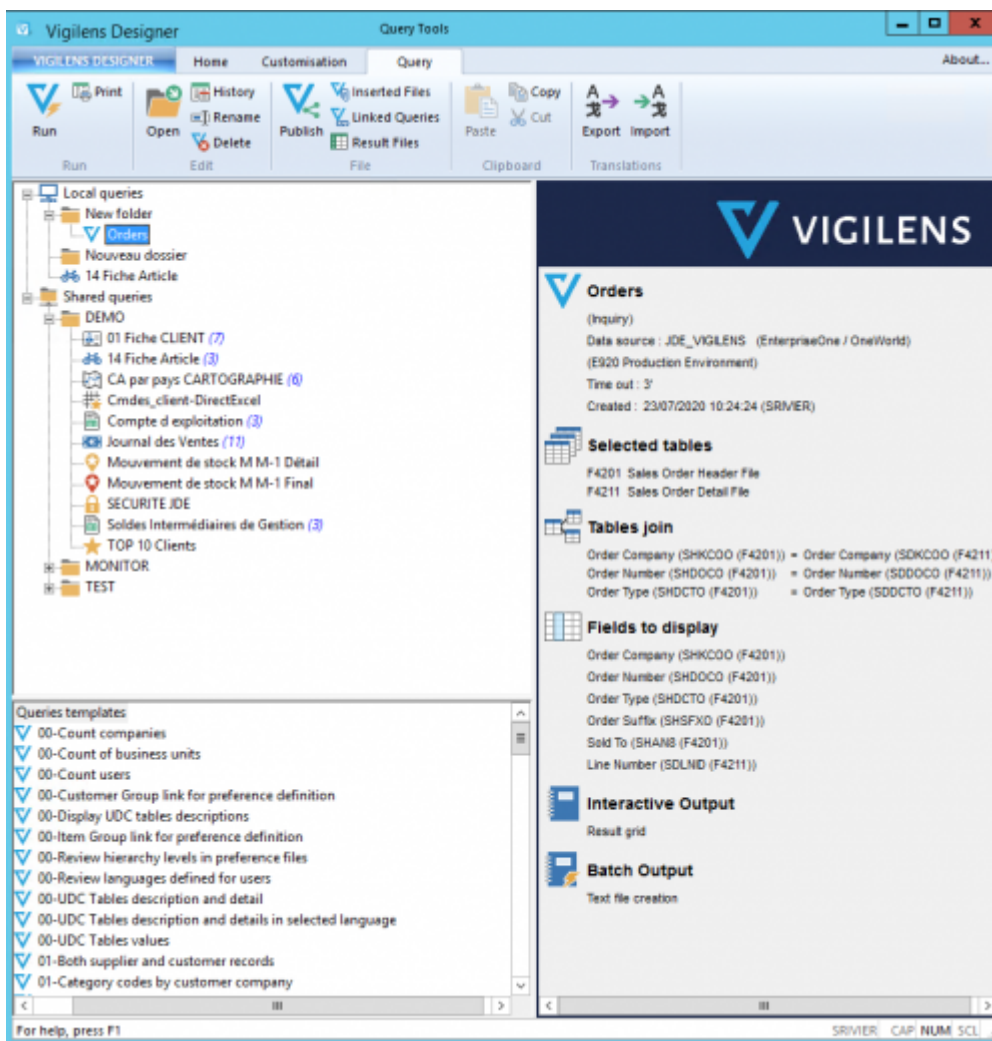 Vigilens Designer
Query Tools
VIGILENS DESIGNER
Home
Customisation
Query
About...
Run
Print
Open
History
Rename
Delete
Publish
Inserted Files
Linked Queries
Result Files
Paste
Copy
Cut
Export
Import
Run
Edit
File
Clipboard
Translations
Local queries
New folder
Orders
Nouveau dossier
14 Fiche Article
Shared queries
DEMO
01 Fiche CLIENT (7)
14 Fiche Article (3)
CA par pays CARTOGRAPHIE (6)
Cmdes_client-DirectExcel
Compte d exploitation (3)
Journal des Ventes (11)
Mouvement de stock M M-1 Détail
Mouvement de stock M M-1 Final
SECURITE JDE
Soldes Intermédiaires de Gestion (3)
TOP 10 Clients
MONITOR
TEST
Queries templates
00-Count companies
00-Count of business units
00-Count users
00-Customer Group link for preference definition
00-Display UDC tables descriptions
00-Item Group link for preference definition
00-Review hierarchy levels in preference files
00-Review languages defined for users
00-UDC Tables description and detail
00-UDC Tables description and details in selected language
00-UDC Tables values
01-Both supplier and customer records
01-Category codes by customer company
VIGILENS
Orders
(Inquiry)
Data source : JDE_VIGILENS (EnterpriseOne / OneWorld)
(E920 Production Environment)
Time out : 3'
Created : 23/07/2020 10:24:24 (SRIVIER)
Selected tables
F4201 Sales Order Header File
F4211 Sales Order Detail File
Tables join
Order Company (SHKCOO (F4201)) = Order Company (SDKCOO (F4211)
Order Number (SHDOCO (F4201)) = Order Number (SDDOCO (F4211))
Order Type (SHDCTO (F4201)) = Order Type (SDDCTO (F4211))
Fields to display
Order Company (SHKCOO (F4201))
Order Number (SHDOCO (F4201))
Order Type (SHDCTO (F4201))
Order Suffix (SHSFXO (F4201))
Sold To (SHAN8 (F4201))
Line Number (SDLNID (F4211))
Interactive Output
Result grid
Batch Output
Text file creation
For help, press F1
SRIVIER CAP NUM SCL